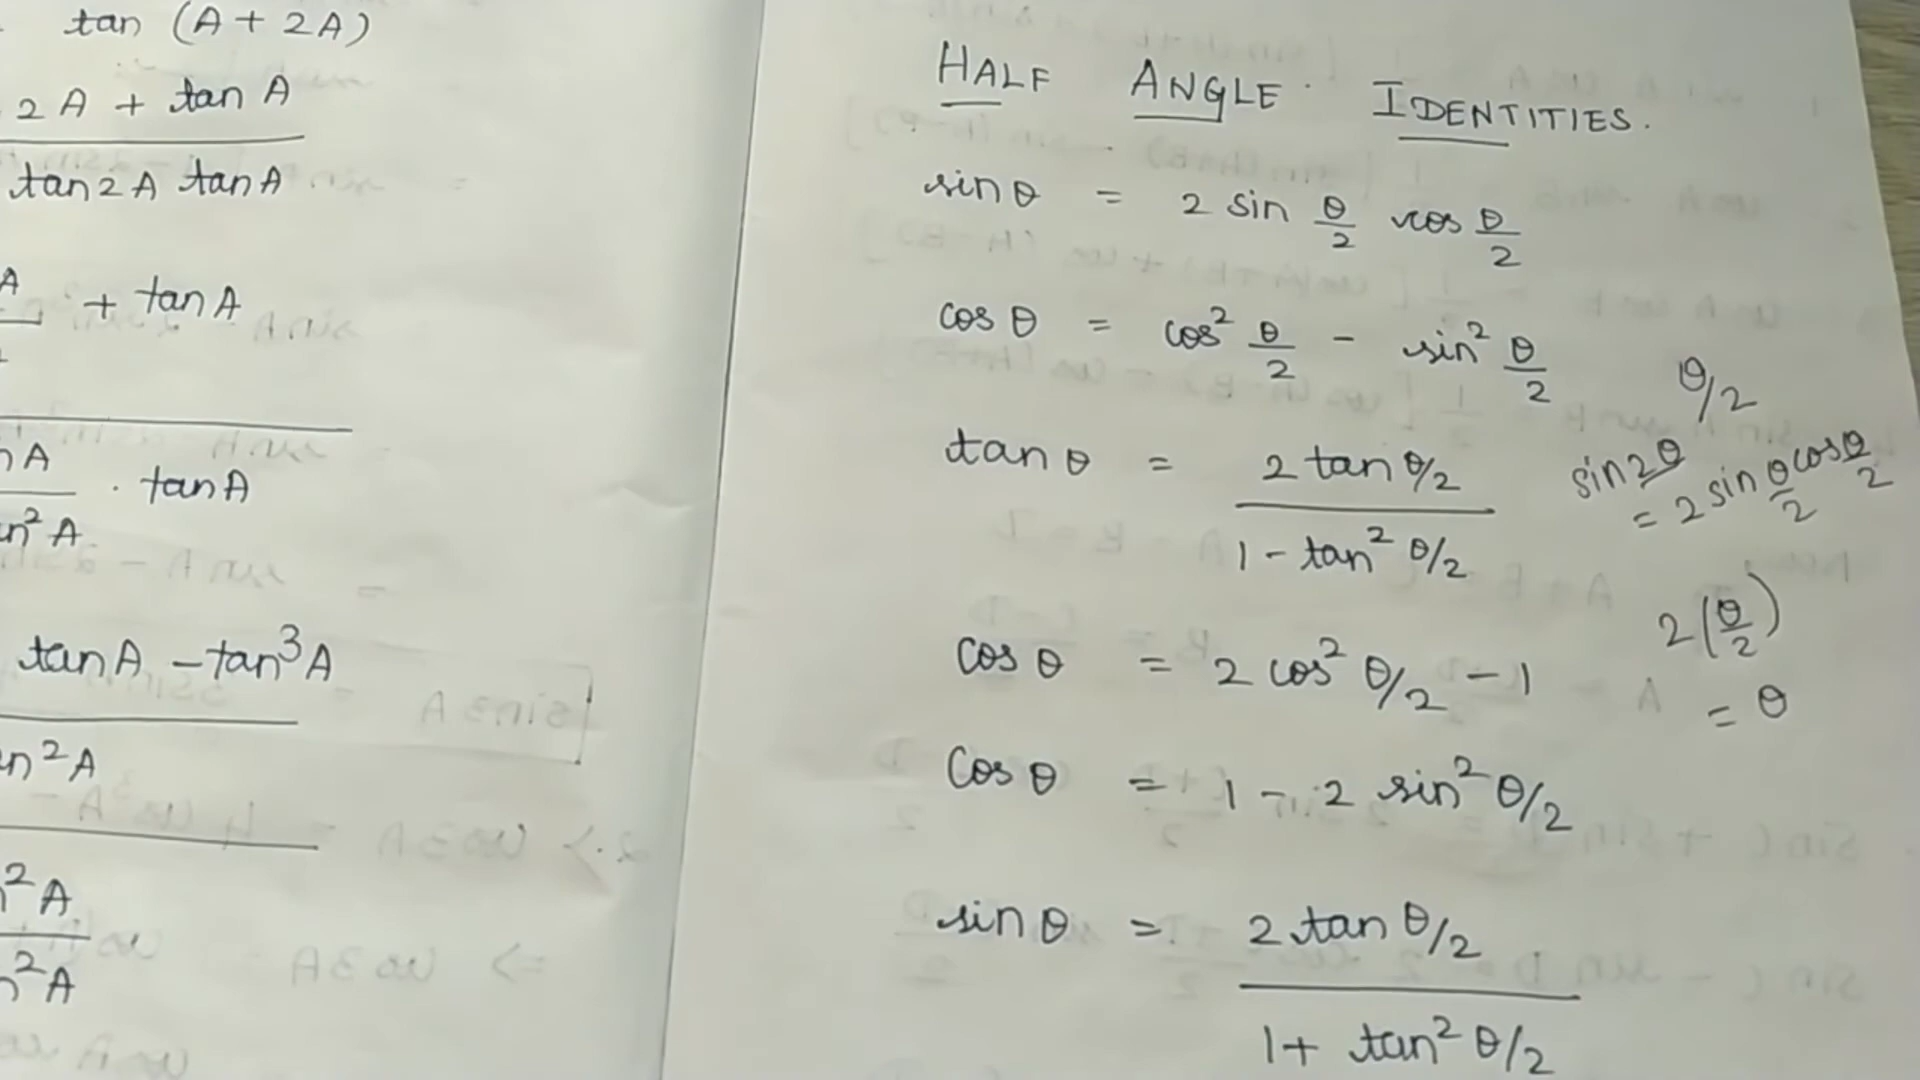 tan (A + 2A)
2A + tan A
tan 2A tan A
A + tan A
A . tan A
n² A
tan A - tan³ A
n² A
² A
² A
HALF ANGLE IDENTITIES.
sin θ = 2 sin θ/2 cos θ/2
cos θ = cos² θ/2 - sin² θ/2
θ/2
tan θ = 2 tan θ/2 / 1 - tan² θ/2
sin 2θ
= 2 sin θ/2 cos θ/2
2(θ/2)
= θ
cos θ = 2 cos² θ/2 - 1
Cos θ = 1 - 2 sin² θ/2
sin θ = 2 tan θ/2 / 1 + tan² θ/2